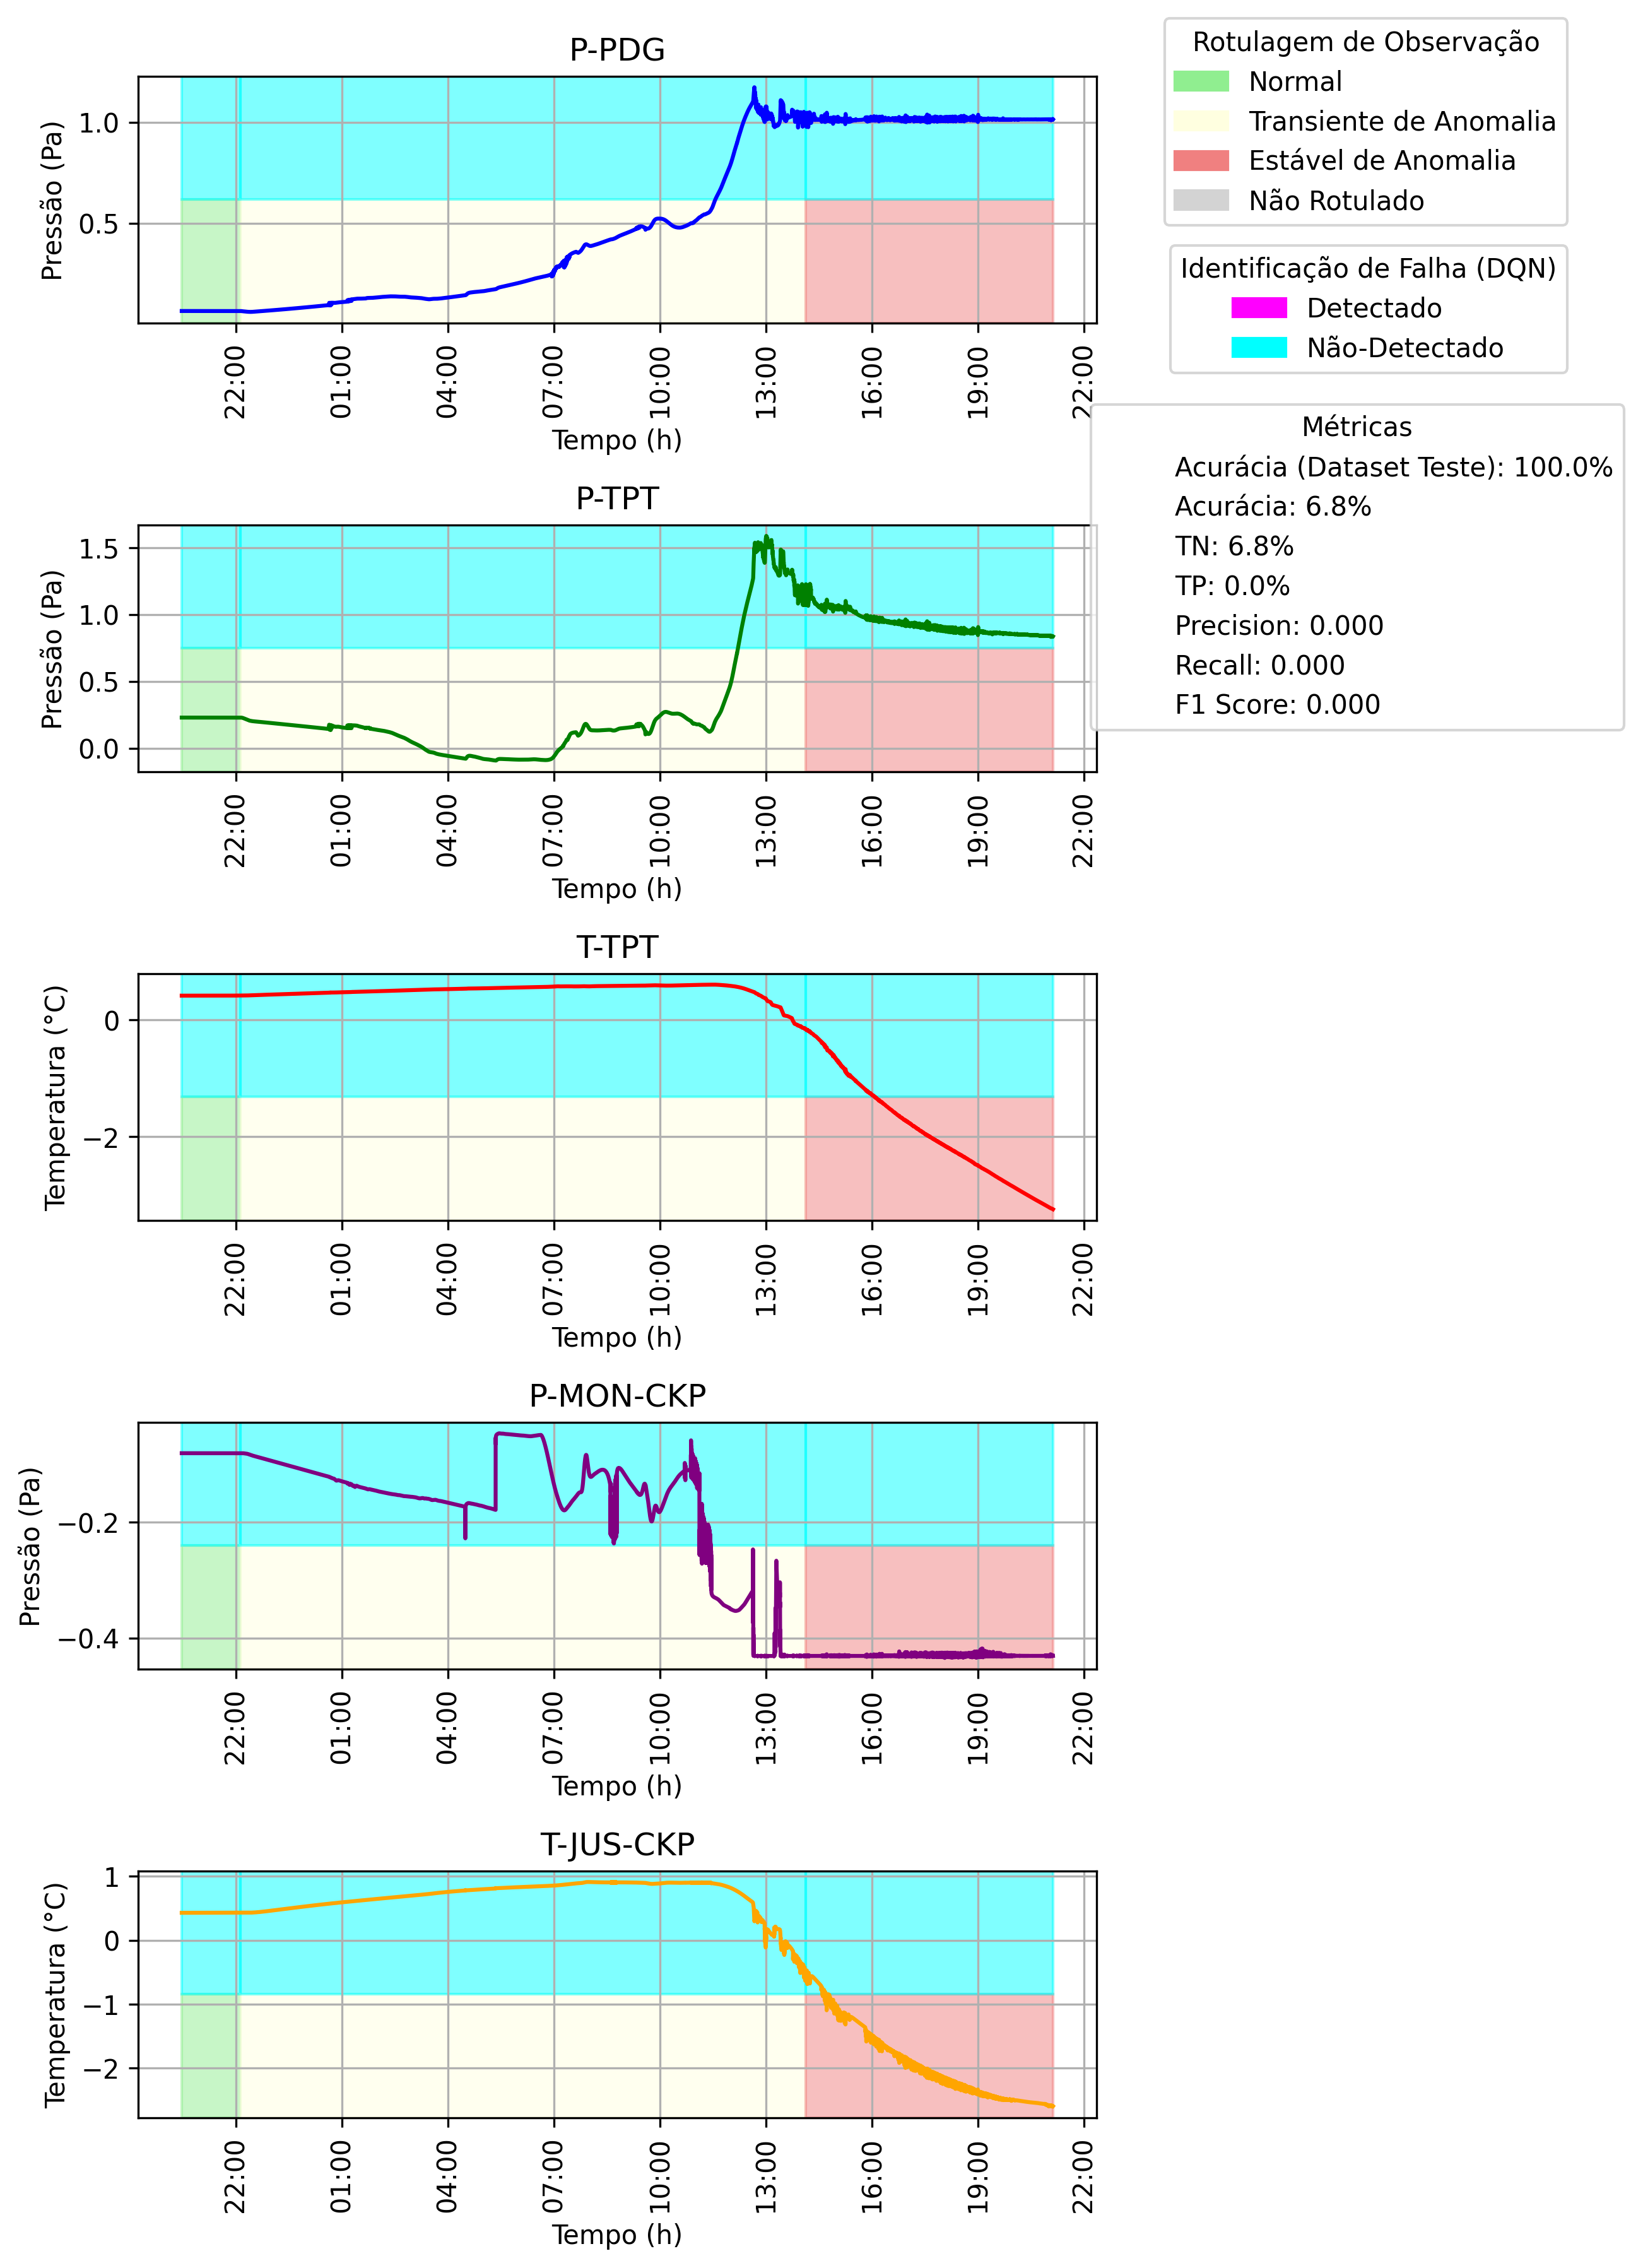 P-PDG
Pressão (Pa)
1.0
0.5
22:00
01:00
04:00
07:00
10:00
13:00
16:00
19:00
22:00
Tempo (h)
Rotulagem de Observação
Normal
Transiente de Anomalia
Estável de Anomalia
Não Rotulado
Identificação de Falha (DQN)
Detectado
Não-Detectado
Métricas
Acurácia (Dataset Teste): 100.0%
Acurácia: 6.8%
TN: 6.8%
TP: 0.0%
Precision: 0.000
Recall: 0.000
F1 Score: 0.000
P-TPT
Pressão (Pa)
1.5
1.0
0.5
0.0
22:00
01:00
04:00
07:00
10:00
13:00
16:00
19:00
22:00
Tempo (h)
T-TPT
Temperatura (°C)
0
−2
22:00
01:00
04:00
07:00
10:00
13:00
16:00
19:00
22:00
Tempo (h)
P-MON-CKP
Pressão (Pa)
−0.2
−0.4
22:00
01:00
04:00
07:00
10:00
13:00
16:00
19:00
22:00
Tempo (h)
T-JUS-CKP
Temperatura (°C)
1
0
−1
−2
22:00
01:00
04:00
07:00
10:00
13:00
16:00
19:00
22:00
Tempo (h)